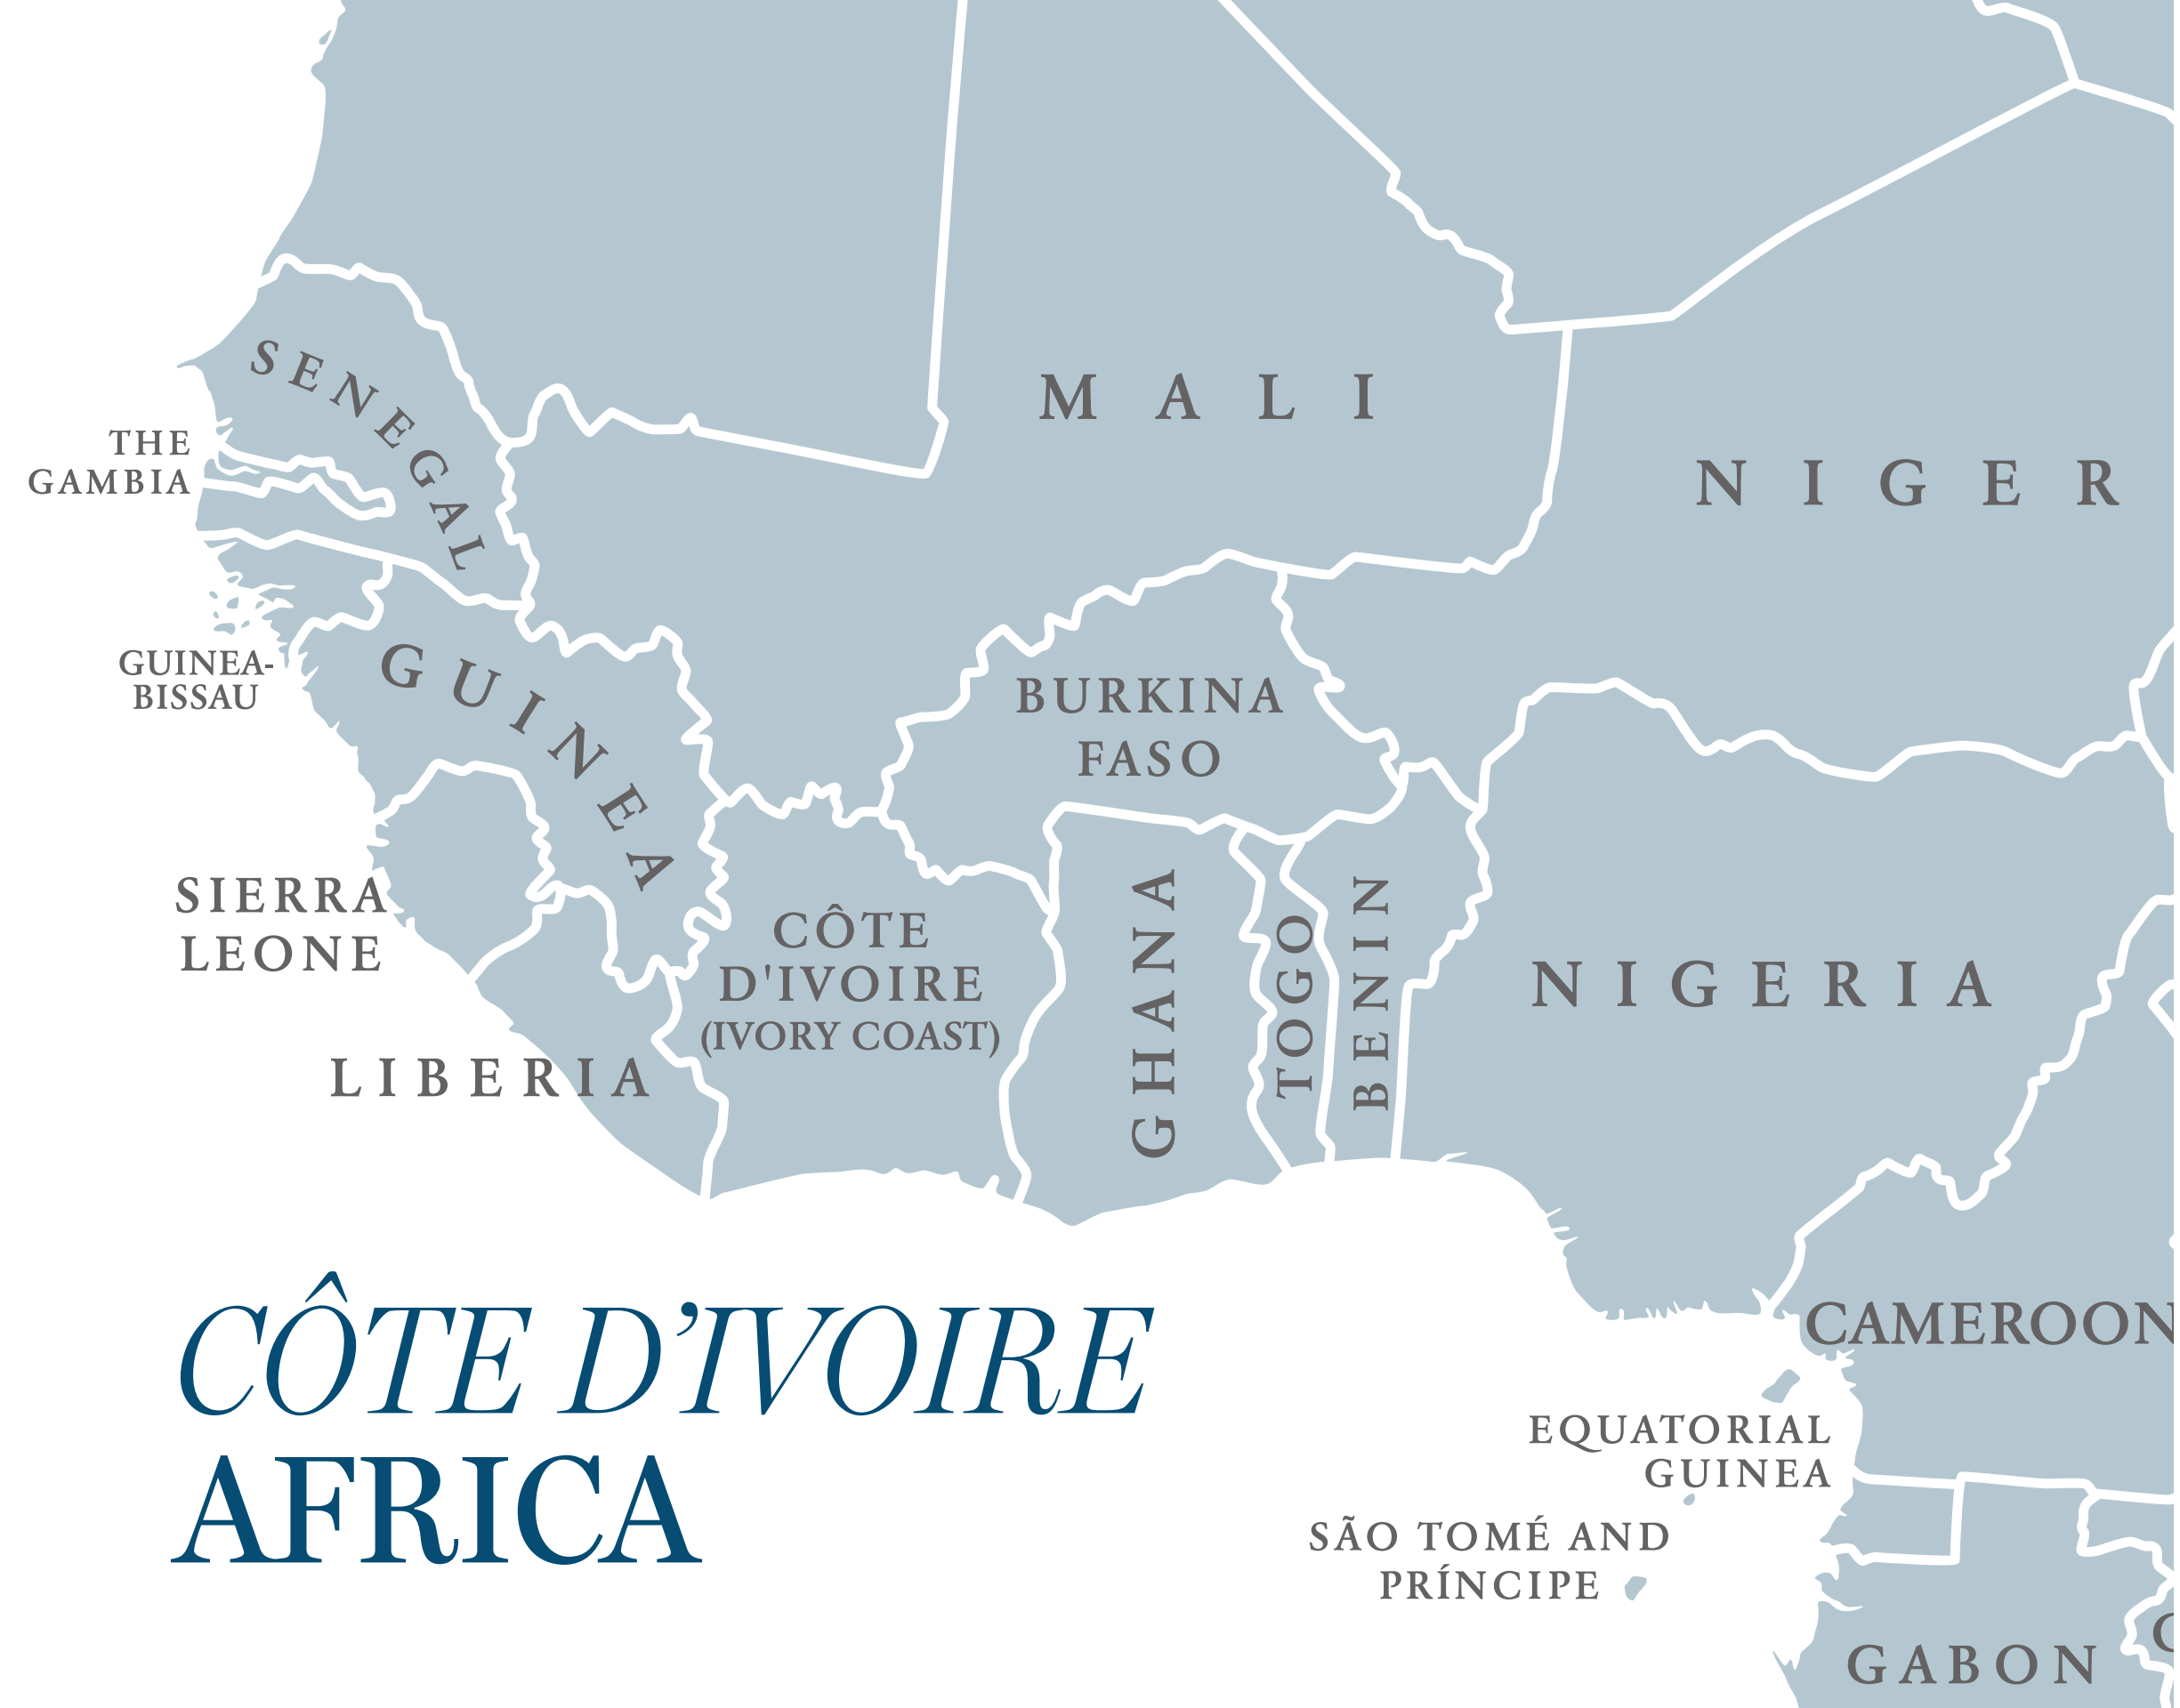 SENEGAL
MALI
THE
GAMBIA
NIGER
GUINEA-
BISSAU
GUINEA
BURKINA
FASO
SIERRA
LEONE
CÔTE
D'IVOIRE
(IVORY COAST)
GHANA
TOGO
BENIN
NIGERIA
LIBERIA
CÔTE D’IVOIRE
AFRICA
CAMEROON
EQUATORIAL
GUINEA
SÃO TOMÉ AND
PRÍNCIPE
GABON